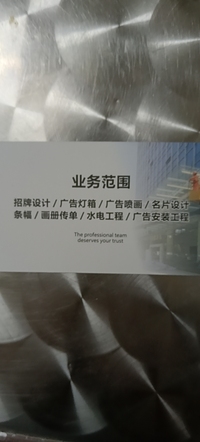 业务范围
招牌设计 / 广告灯箱 / 广告喷画 / 名片设计
条幅 / 画册传单 / 水电工程 / 广告安装工程
The professional team
deserves your trust